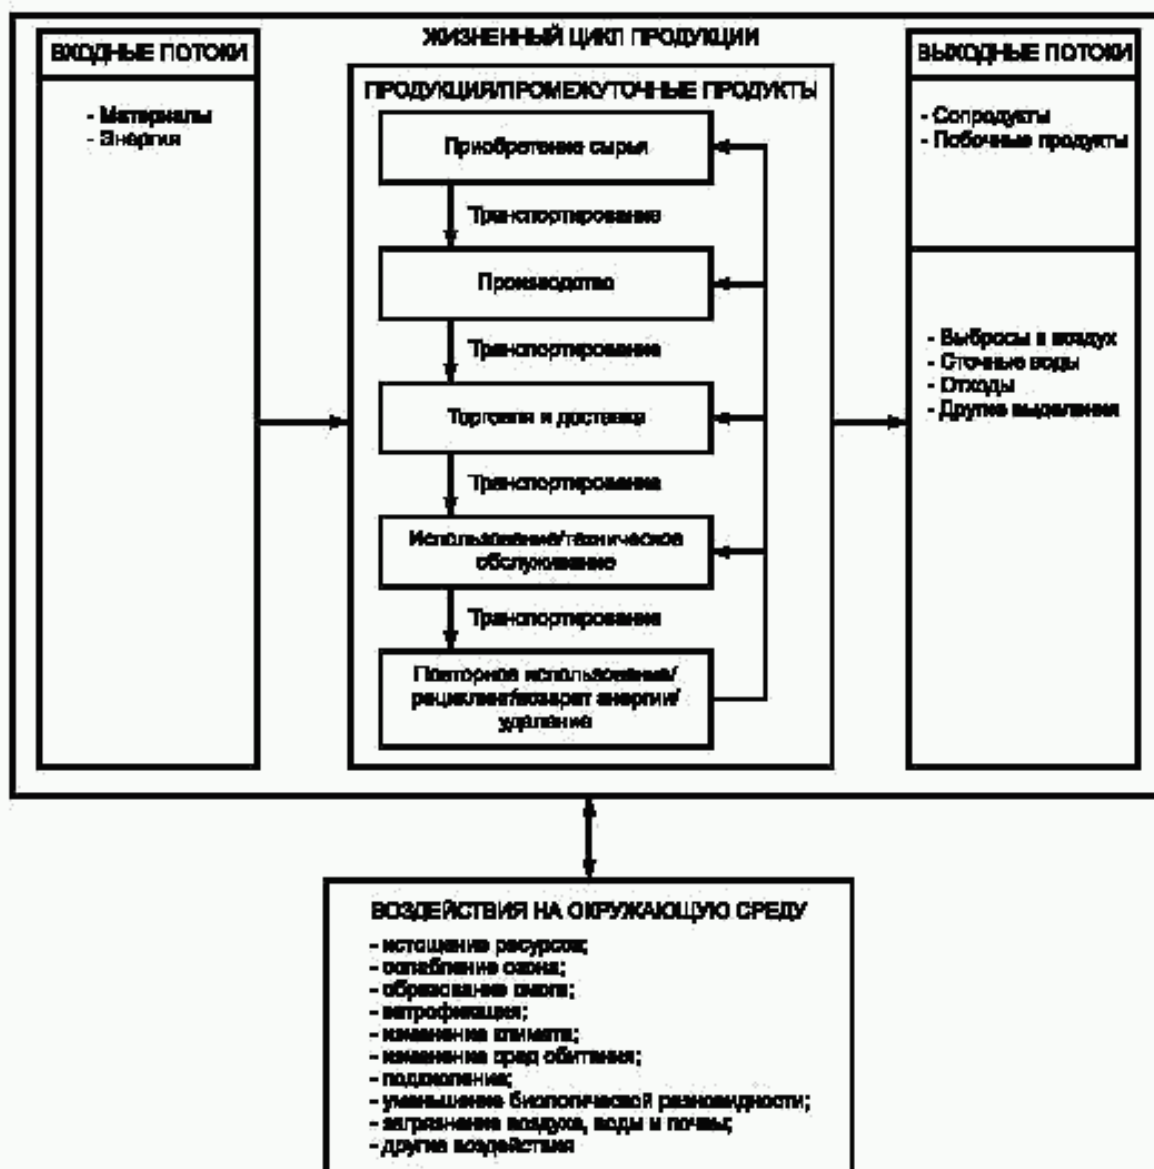 ЖИЗНЕННЫЙ ЦИКЛ ПРОДУКЦИИ
ВХОДНЫЕ ПОТОКИ
- Материалы
- Энергия
ПРОДУКЦИЯ/ПРОМЕЖУТОЧНЫЕ ПРОДУКТЫ
Приобретение сырья
Транспортирование
Производство
Транспортирование
Торговля и доставка
Транспортирование
Использование/техническое
обслуживание
Транспортирование
Повторное использование/
рециклинг/возврат энергии/
удаление
ВЫХОДНЫЕ ПОТОКИ
- Сопродукты
- Побочные продукты
- Выбросы в воздух
- Сточные воды
- Отходы
- Другие выделения
ВОЗДЕЙСТВИЯ НА ОКРУЖАЮЩУЮ СРЕДУ
- истощение ресурсов;
- ослабление озона;
- образование смога;
- евтрофикация;
- изменение климата;
- изменение сред обитания;
- подкисление;
- уменьшение биологической разновидности;
- загрязнение воздуха, воды и почвы;
- другие воздействия